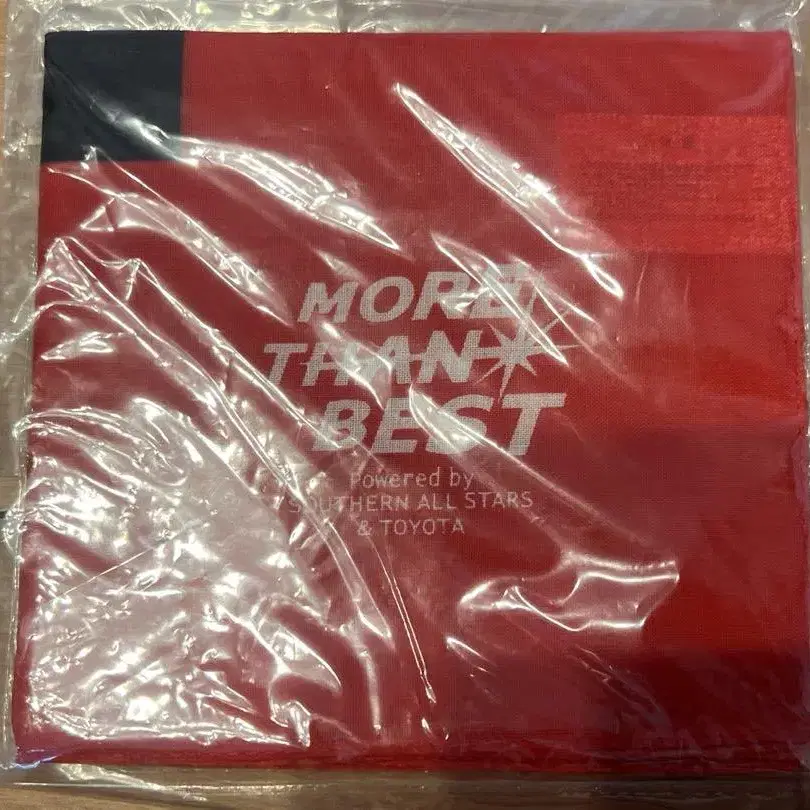 MORE
THAN
BEST
Powered by
SOUTHERN ALL STARS
& TOYOTA